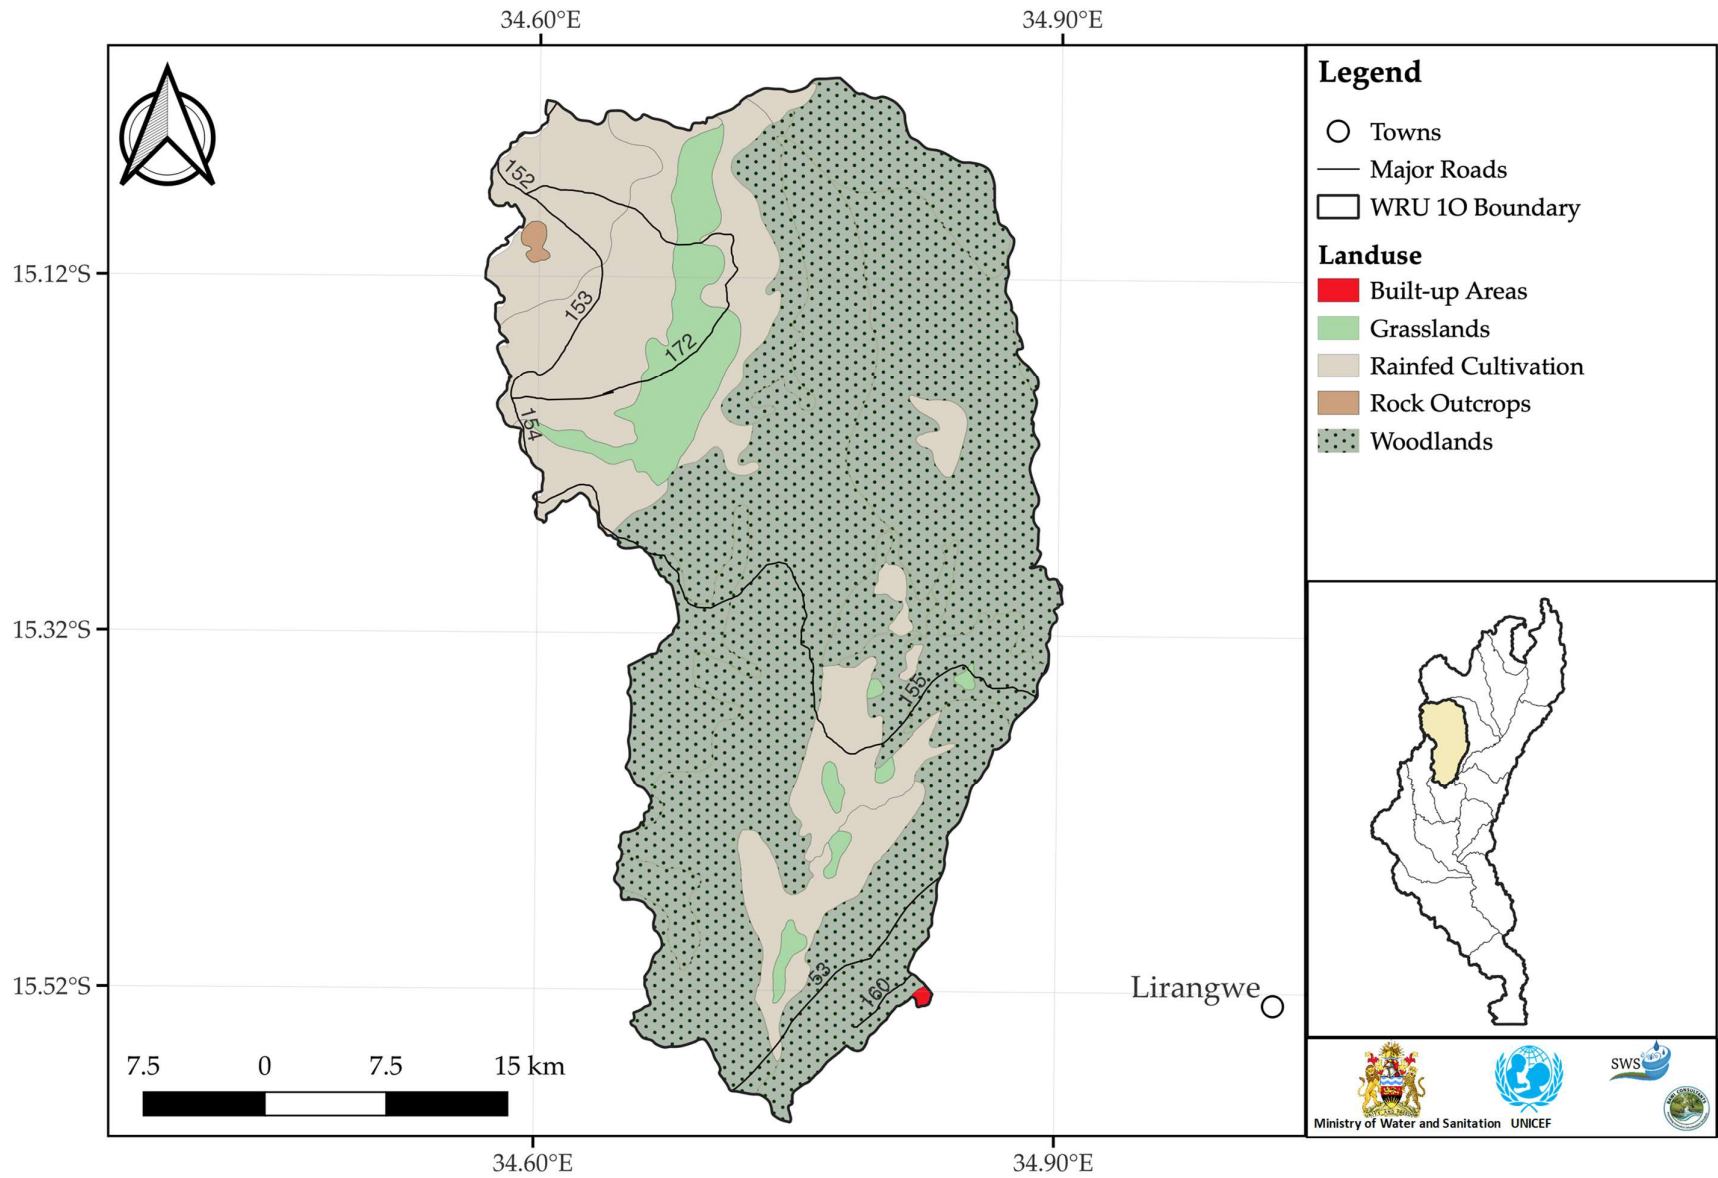 34.60°E
34.90°E
Legend
Towns
Major Roads
WRU 1O Boundary
Landuse
Built-up Areas
Grasslands
Rainfed Cultivation
Rock Outcrops
Woodlands
152
15.12°S
153
172
154
15.32°S
155
15.52°S
53
160
Lirangwe
7.5 0 7.5 15 km
34.60°E
34.90°E
SWS
Ministry of Water and Sanitation
UNICEF